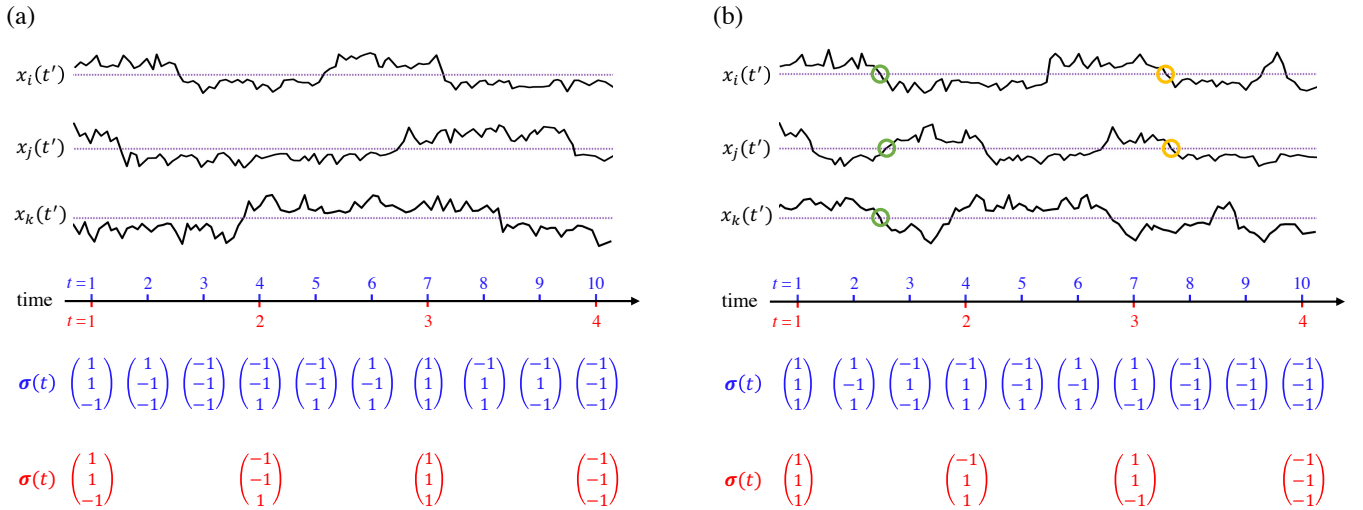 (a) (b)
x_i(t′) x_i(t′)
x_j(t′) x_j(t′)
x_k(t′) x_k(t′)
t = 1 2 3 4 5 6 7 8 9 10 t = 1 2 3 4 5 6 7 8 9 10
time time
t = 1 2 3 4 t = 1 2 3 4
1 1 −1 −1 −1 1 1 −1 −1 −1 1 1 −1 −1 −1 1 1 −1 −1 −1
σ(t) 1 −1 −1 −1 −1 −1 1 1 1 −1 σ(t) 1 −1 1 1 −1 −1 1 −1 −1 −1
−1 −1 −1 1 1 1 1 1 −1 −1 1 1 −1 1 1 1 −1 −1 −1 −1
1 −1 1 −1 1 −1 1 −1
σ(t) 1 −1 1 −1 σ(t) 1 1 1 −1
−1 1 1 −1 1 1 −1 −1